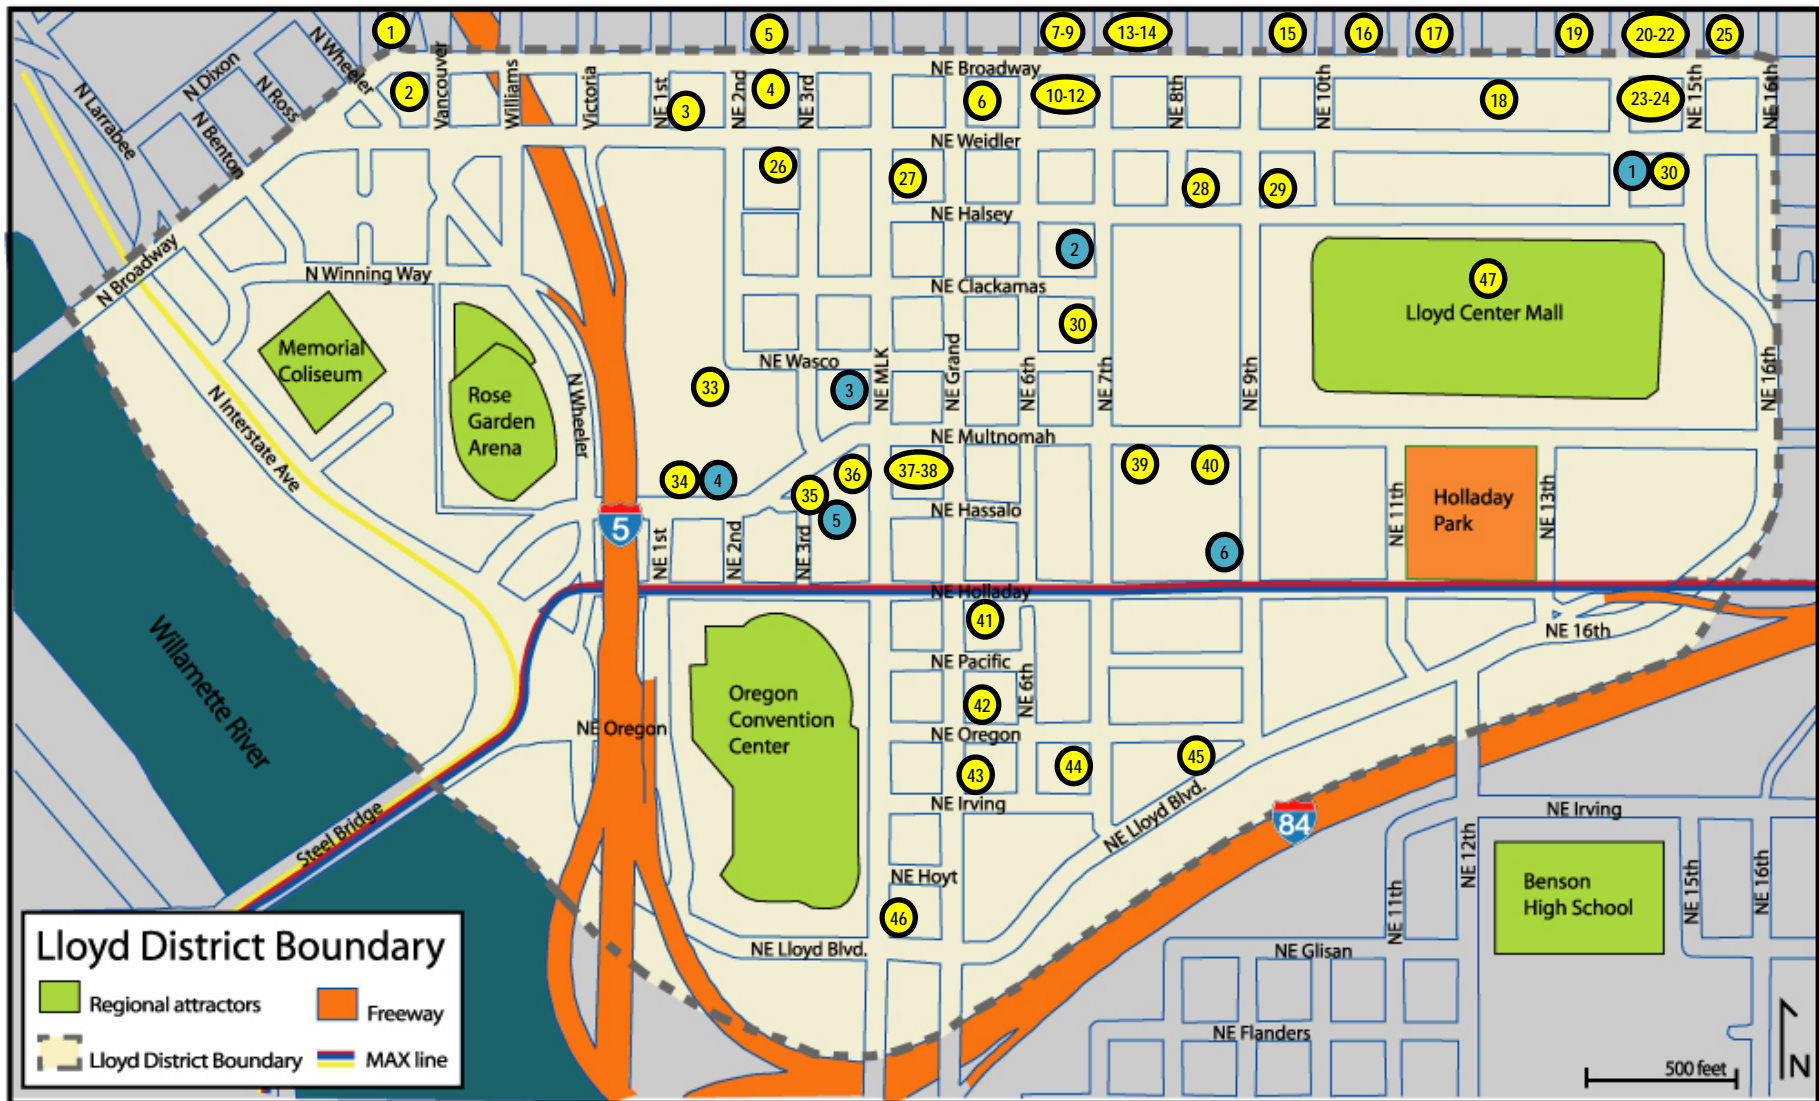 1
5
7-9
13-14
15
16
17
19
20-22
25
N Dixon
N Wheeler
N Ross
N Larrabee
N Benton
2
Vancouver
Williams
Victoria
NE 1st
3
NE 2nd
4
NE 3rd
NE Broadway
6
10-12
NE 8th
NE 10th
18
23-24
NE 15th
NE 16th
NE Weidler
26
27
28
29
1
30
NE Halsey
2
N Broadway
N Winning Way
NE Clackamas
30
47
Lloyd Center Mall
Memorial
Coliseum
Rose
Garden
Arena
N Wheeler
N Interstate Ave
33
NE Wasco
3
NE MLK
NE Grand
NE 6th
NE 7th
NE 9th
NE 16th
NE Multnomah
34
4
35
36
5
37-38
39
40
NE Hassalo
6
NE 11th
Holladay
Park
NE 13th
5
NE 1st
NE 2nd
NE 3rd
NE Holladay
41
NE 16th
NE Pacific
NE 6th
42
Willamette River
NE Oregon
Oregon
Convention
Center
NE Oregon
43
44
45
NE Irving
NE Lloyd Blvd.
84
NE Irving
Steel Bridge
NE Hoyt
46
NE Lloyd Blvd.
NE 12th
NE 11th
Benson
High School
NE 15th
NE 16th
NE Glisan
NE Flanders
Lloyd District Boundary
Regional attractors
Freeway
Lloyd District Boundary
MAX line
500 feet
N